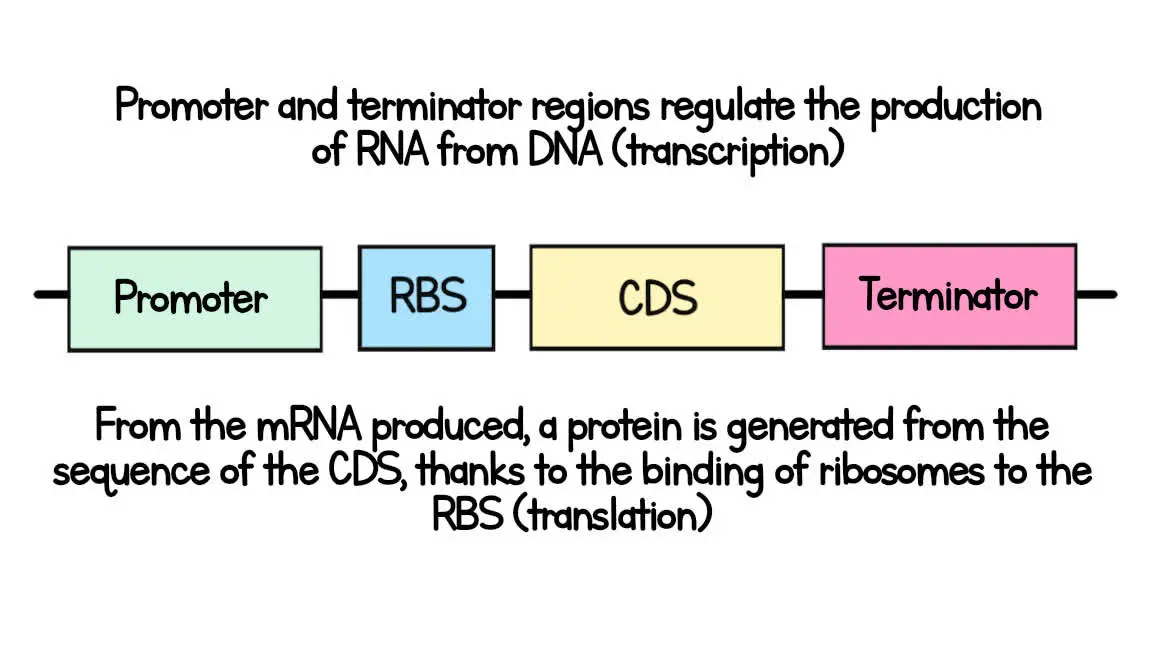 Promoter and terminator regions regulate the production
of RNA from DNA (transcription)
Promoter
RBS
CDS
Terminator
From the mRNA produced, a protein is generated from the
sequence of the CDS, thanks to the binding of ribosomes to the
RBS (translation)